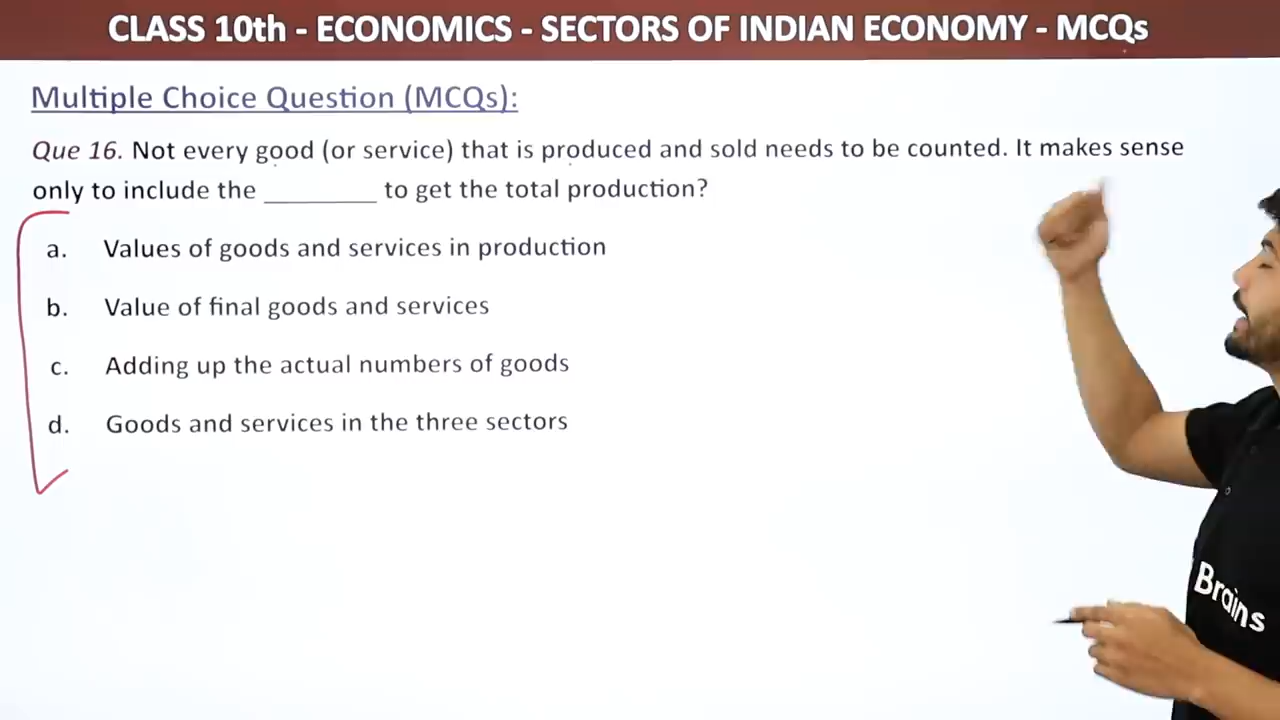 CLASS 10th - ECONOMICS - SECTORS OF INDIAN ECONOMY - MCQs
Multiple Choice Question (MCQs):
Que 16. Not every good (or service) that is produced and sold needs to be counted. It makes sense
only to include the ________ to get the total production?
a. Values of goods and services in production
b. Value of final goods and services
c. Adding up the actual numbers of goods
d. Goods and services in the three sectors
Brains